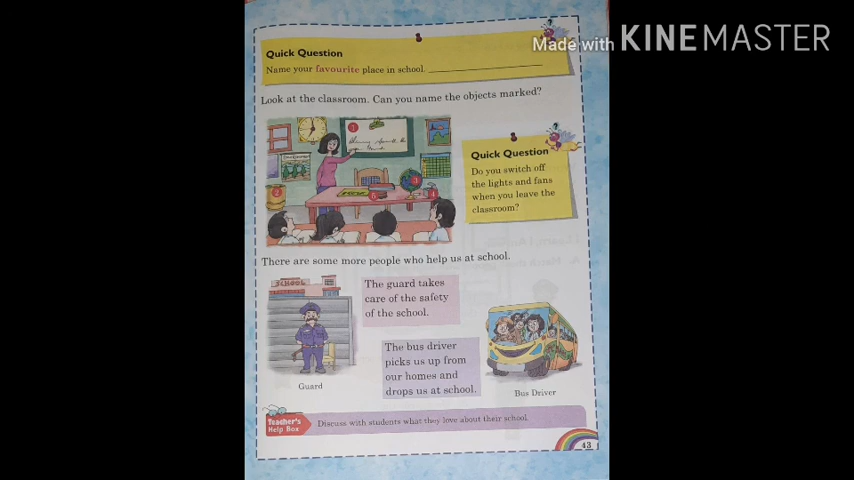 Made with KINEMASTER
Quick Question
Name your favourite place in school.
Look at the classroom. Can you name the objects marked?
1
2
3
4
Quick Question
Do you switch off
the lights and fans
when you leave the
classroom?
There are some more people who help us at school.
SCHOOL
The guard takes
care of the safety
of the school.
The bus driver
picks us up from
our homes and
drops us at school.
Guard
Bus Driver
Teacher's
Help Box
Discuss with students what they love about their school.
43